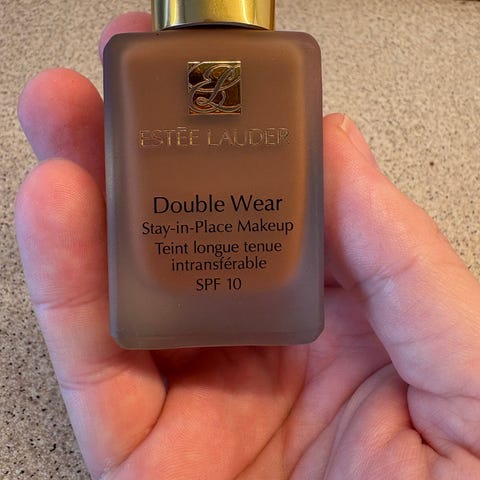 ESTĒE LAUDER
Double Wear
Stay-in-Place Makeup
Teint longue tenue
intransférable
SPF 10